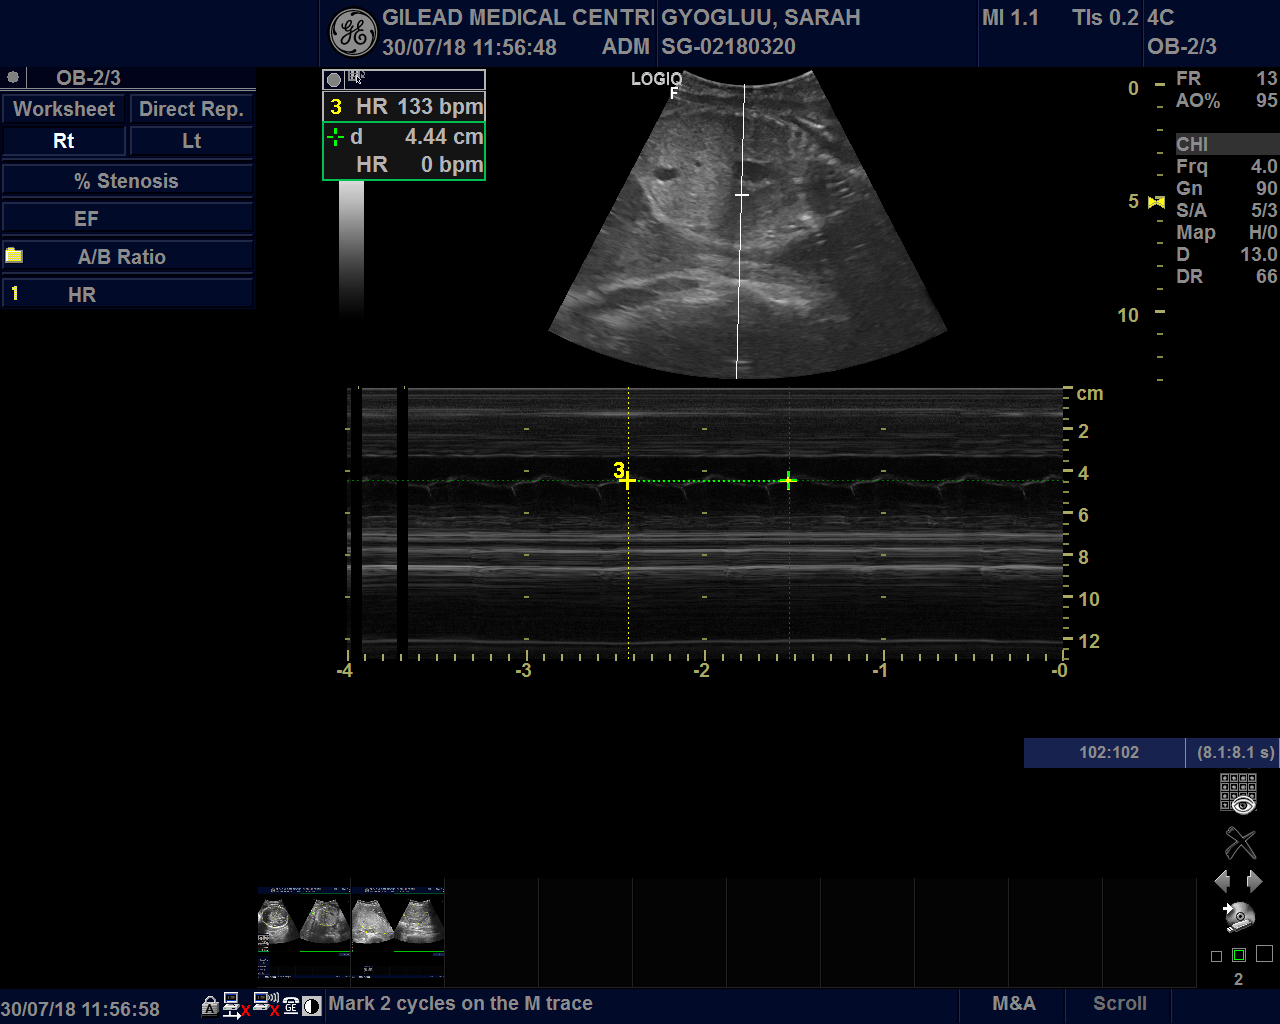 GILEAD MEDICAL CENTR
GYOGLUU, SARAH
MI 1.1
TIs 0.2
4C
30/07/18 11:56:48
ADM
SG-02180320
OB-2/3
OB-2/3
Worksheet
Direct Rep.
Rt
Lt
% Stenosis
EF
A/B Ratio
1 HR
3 HR 133 bpm
d 4.44 cm
HR 0 bpm
LOGIQ
F
0
5
10
FR 13
AO% 95
CHI
Frq 4.0
Gn 90
S/A 5/3
Map H/0
D 13.0
DR 66
cm
2
4
6
8
10
12
3
-4
-3
-2
-1
-0
102:102
(8.1:8.1 s)
2
30/07/18 11:56:58
A
GE
Mark 2 cycles on the M trace
M&A
Scroll